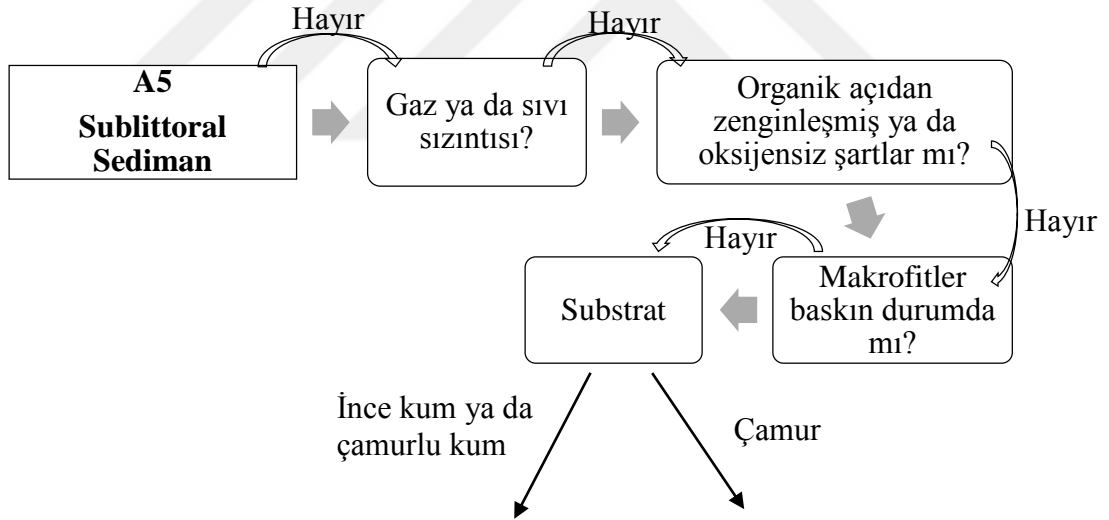 Hayır
Hayır
A5
Sublittoral
Sediman
Gaz ya da sıvı
sızıntısı?
Organik açıdan
zenginleşmiş ya da
oksijensiz şartlar mı?
Hayır
Hayır
Substrat
Makrofitler
baskın durumda
mı?
İnce kum ya da
çamurlu kum
Çamur